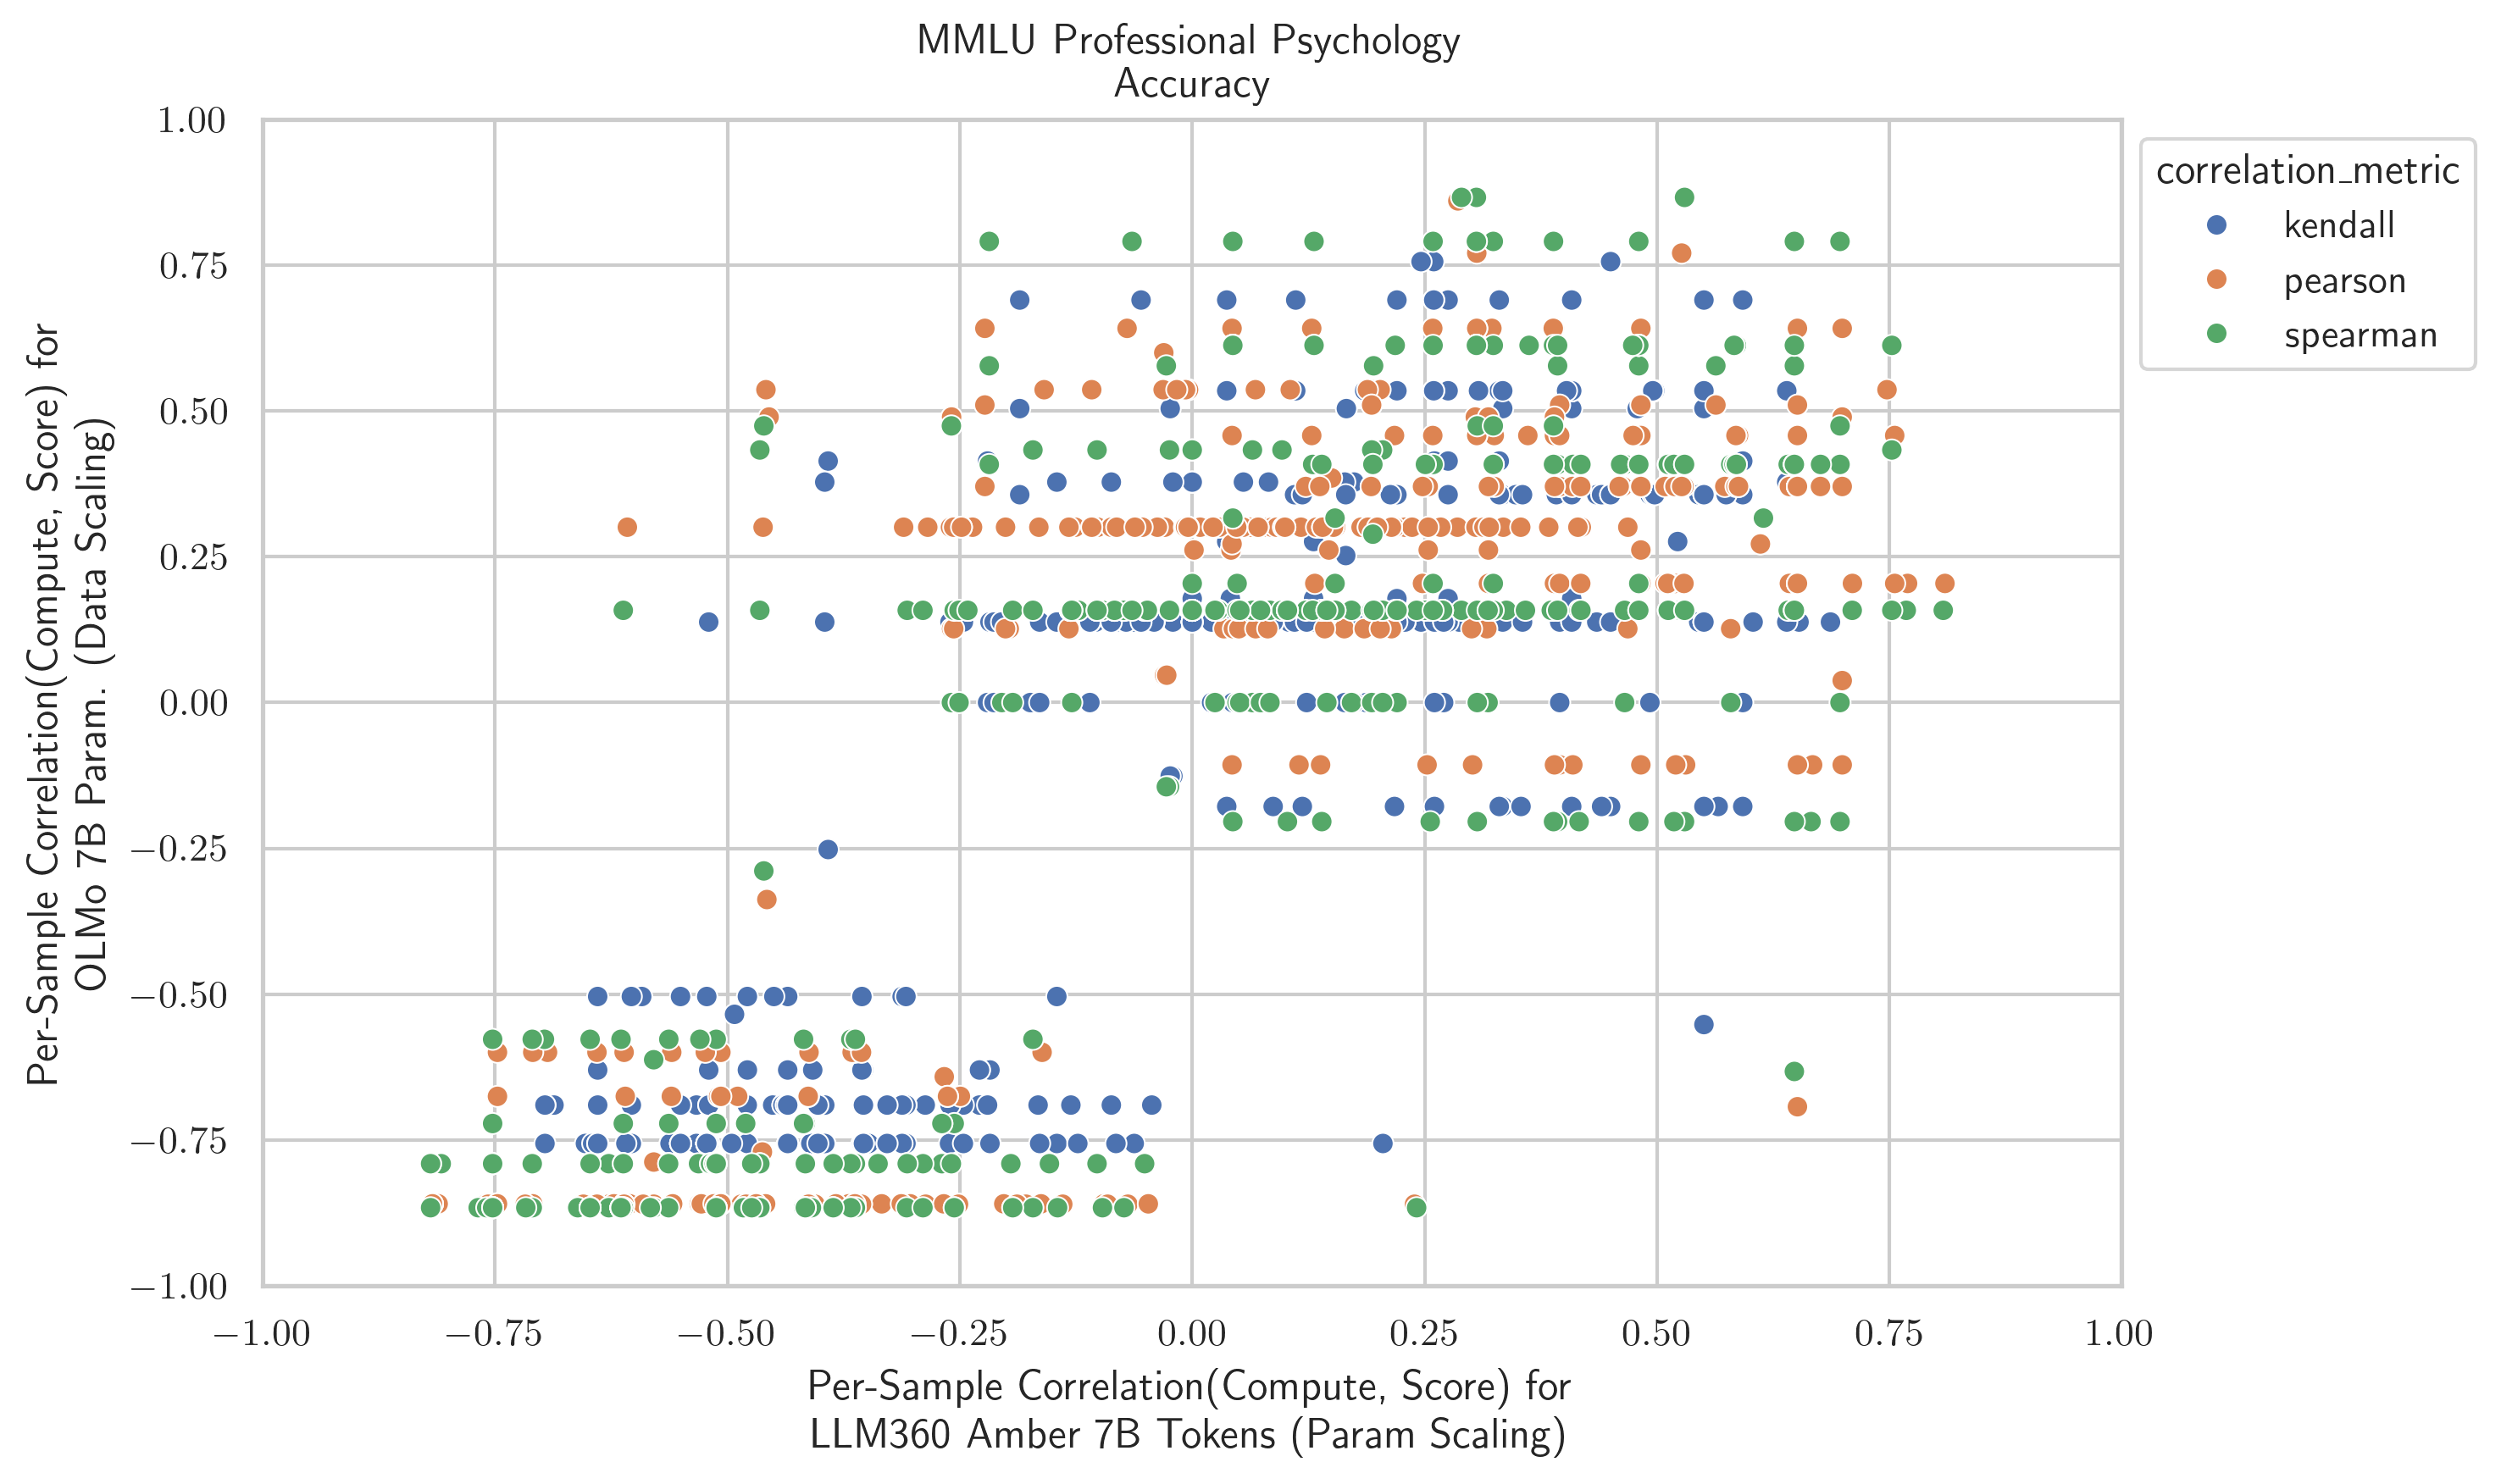 MMLU Professional Psychology
Accuracy
1.00
0.75
0.50
0.25
0.00
−0.25
−0.50
−0.75
−1.00
Per-Sample Correlation(Compute, Score) for
OLMo 7B Param. (Data Scaling)
−1.00
−0.75
−0.50
−0.25
0.00
0.25
0.50
0.75
1.00
Per-Sample Correlation(Compute, Score) for
LLM360 Amber 7B Tokens (Param Scaling)
correlation_metric
kendall
pearson
spearman